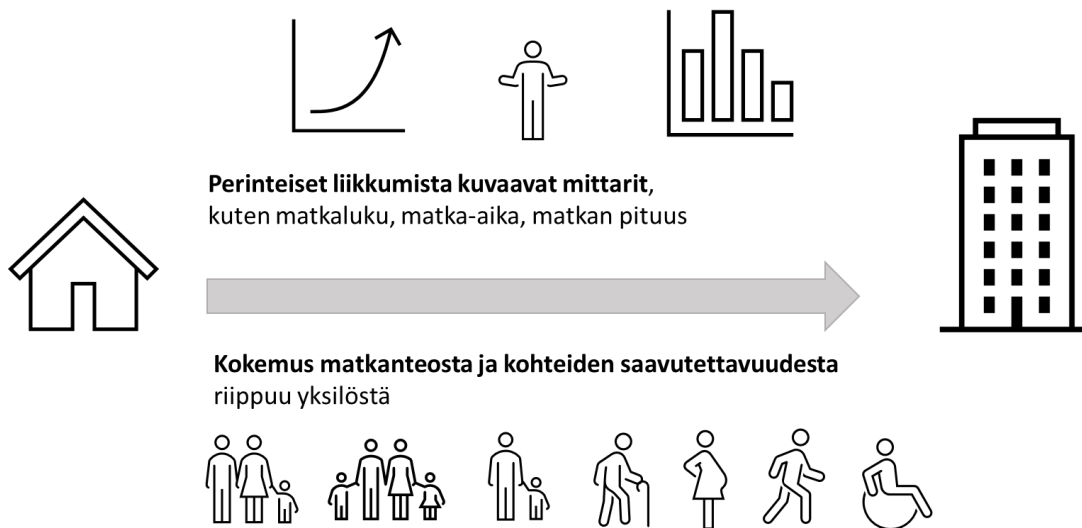 Perinteiset liikkumista kuvaavat mittarit,
kuten matkaluku, matka-aika, matkan pituus
Kokemus matkanteosta ja kohteiden saavutettavuudesta
riippuu yksilöstä